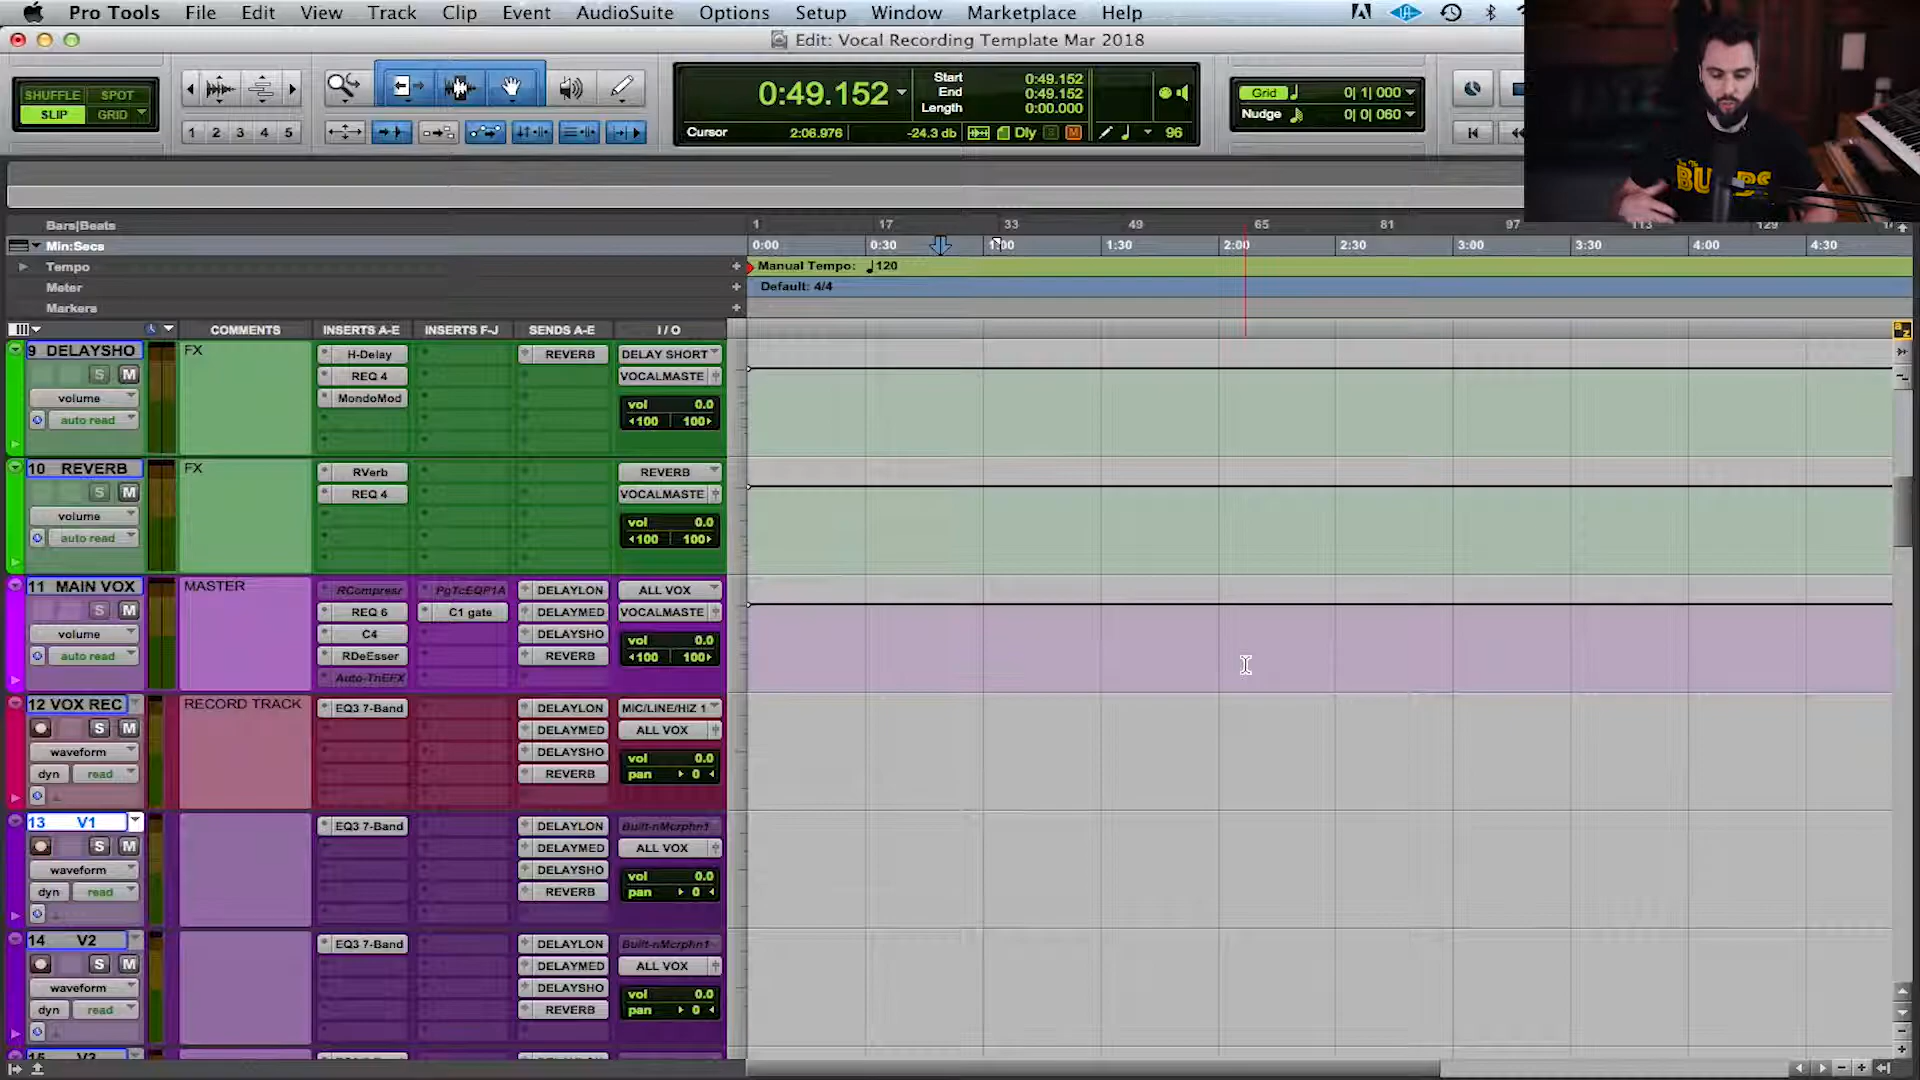 Pro Tools File Edit View Track Clip Event AudioSuite Options Setup Window Marketplace Help
Edit: Vocal Recording Template Mar 2018
SHUFFLE SPOT
SLIP GRID
1 2 3 4 5
0:49.152
Start 0:49.152
End 0:49.152
Length 0:00.000
Cursor 2:06.976 -24.3 db Dly S M 96
Grid 0| 1| 000
Nudge 0| 0| 060
Bars|Beats 1 17 33 49 65 81 97 113 129
Min:Secs 0:00 0:30 1:00 1:30 2:00 2:30 3:00 3:30 4:00 4:30
Tempo + Manual Tempo: 120
Meter + Default: 4/4
Markers +
COMMENTS INSERTS A-E INSERTS F-J SENDS A-E I / O
9 DELAYSHO FX H-Delay REVERB DELAY SHORT
S M REQ 4 VOCALMASTE
volume MondoMod vol 0.0
auto read 100 100
10 REVERB FX RVerb REVERB
S M REQ 4 VOCALMASTE
volume vol 0.0
auto read 100 100
11 MAIN VOX MASTER RCompresr PgTcEQP1A DELAYLON ALL VOX
S M REQ 6 C1 gate DELAYMED VOCALMASTE
volume C4 DELAYSHO vol 0.0
auto read RDeEsser REVERB 100 100
Auto-TnEFX
12 VOX REC RECORD TRACK EQ3 7-Band DELAYLON MIC/LINE/HIZ 1
S M DELAYMED ALL VOX
waveform DELAYSHO vol 0.0
dyn read REVERB pan 0
13 V1 EQ3 7-Band DELAYLON Built-nMcrphn1
S M DELAYMED ALL VOX
waveform DELAYSHO vol 0.0
dyn read REVERB pan 0
14 V2 EQ3 7-Band DELAYLON Built-nMcrphn1
S M DELAYMED ALL VOX
waveform DELAYSHO vol 0.0
dyn read REVERB pan 0
15 V3